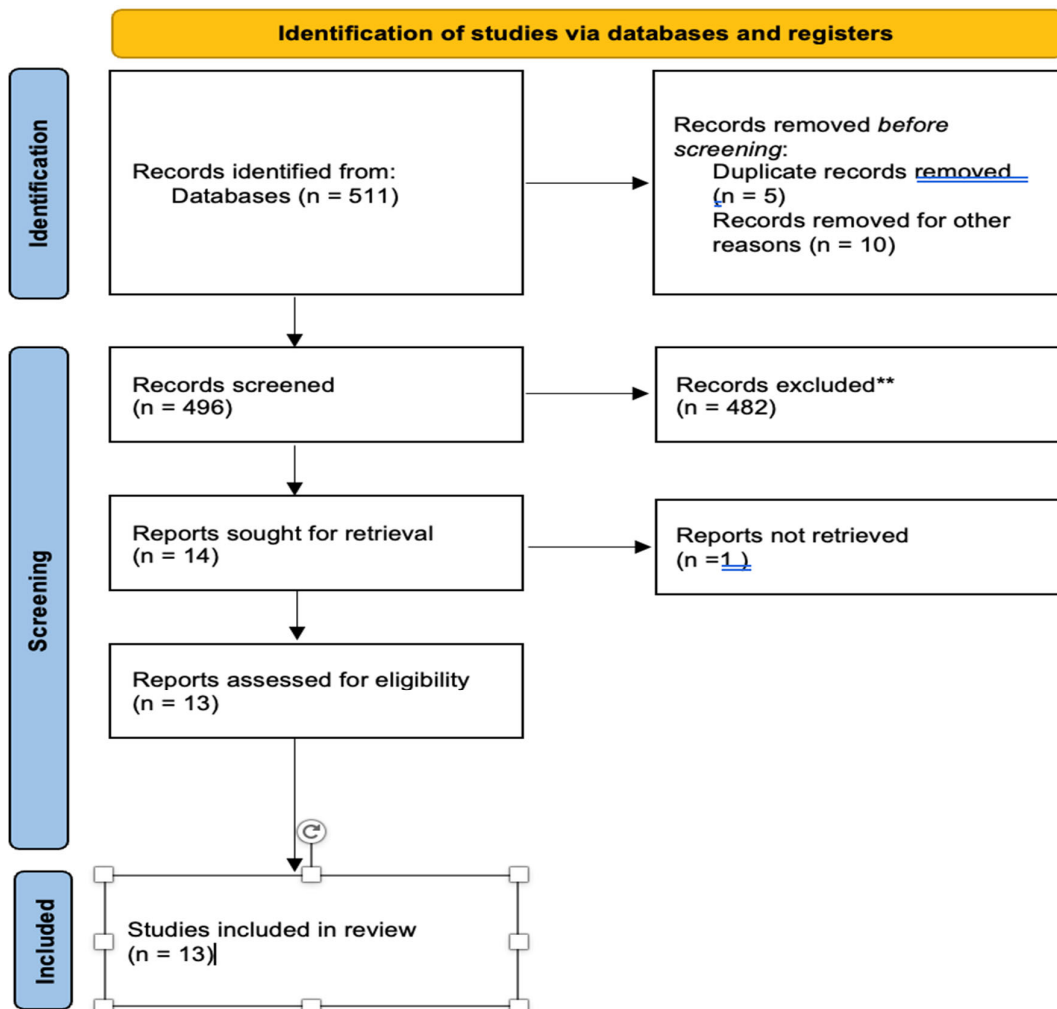 Identification of studies via databases and registers
Identification
Records identified from:
Databases (n = 511)
Records removed before
screening:
Duplicate records removed
(n = 5)
Records removed for other
reasons (n = 10)
Screening
Records screened
(n = 496)
Records excluded**
(n = 482)
Reports sought for retrieval
(n = 14)
Reports not retrieved
(n =1 )
Reports assessed for eligibility
(n = 13)
Included
Studies included in review
(n = 13)